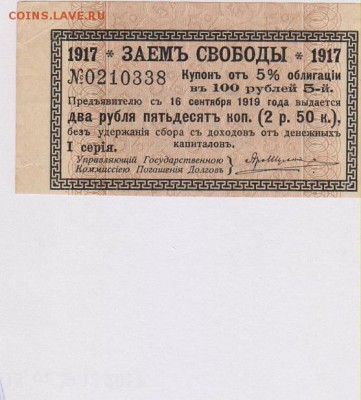 COINS.LAVE.RU
1917 * ЗАЕМЪ СВОБОДЫ * 1917
№0210338 Купонъ отъ 5% облигаціи
въ 100 рублей 5-й.
Предъявителю съ 16 сентября 1919 года выдается
два рубля пятьдесятъ коп. (2 р. 50 к.),
безъ удержанія сбора съ доходовъ отъ денежныхъ
I серія. капиталовъ.
Управляющій Государственною
Коммиссіею Погашенія Долговъ